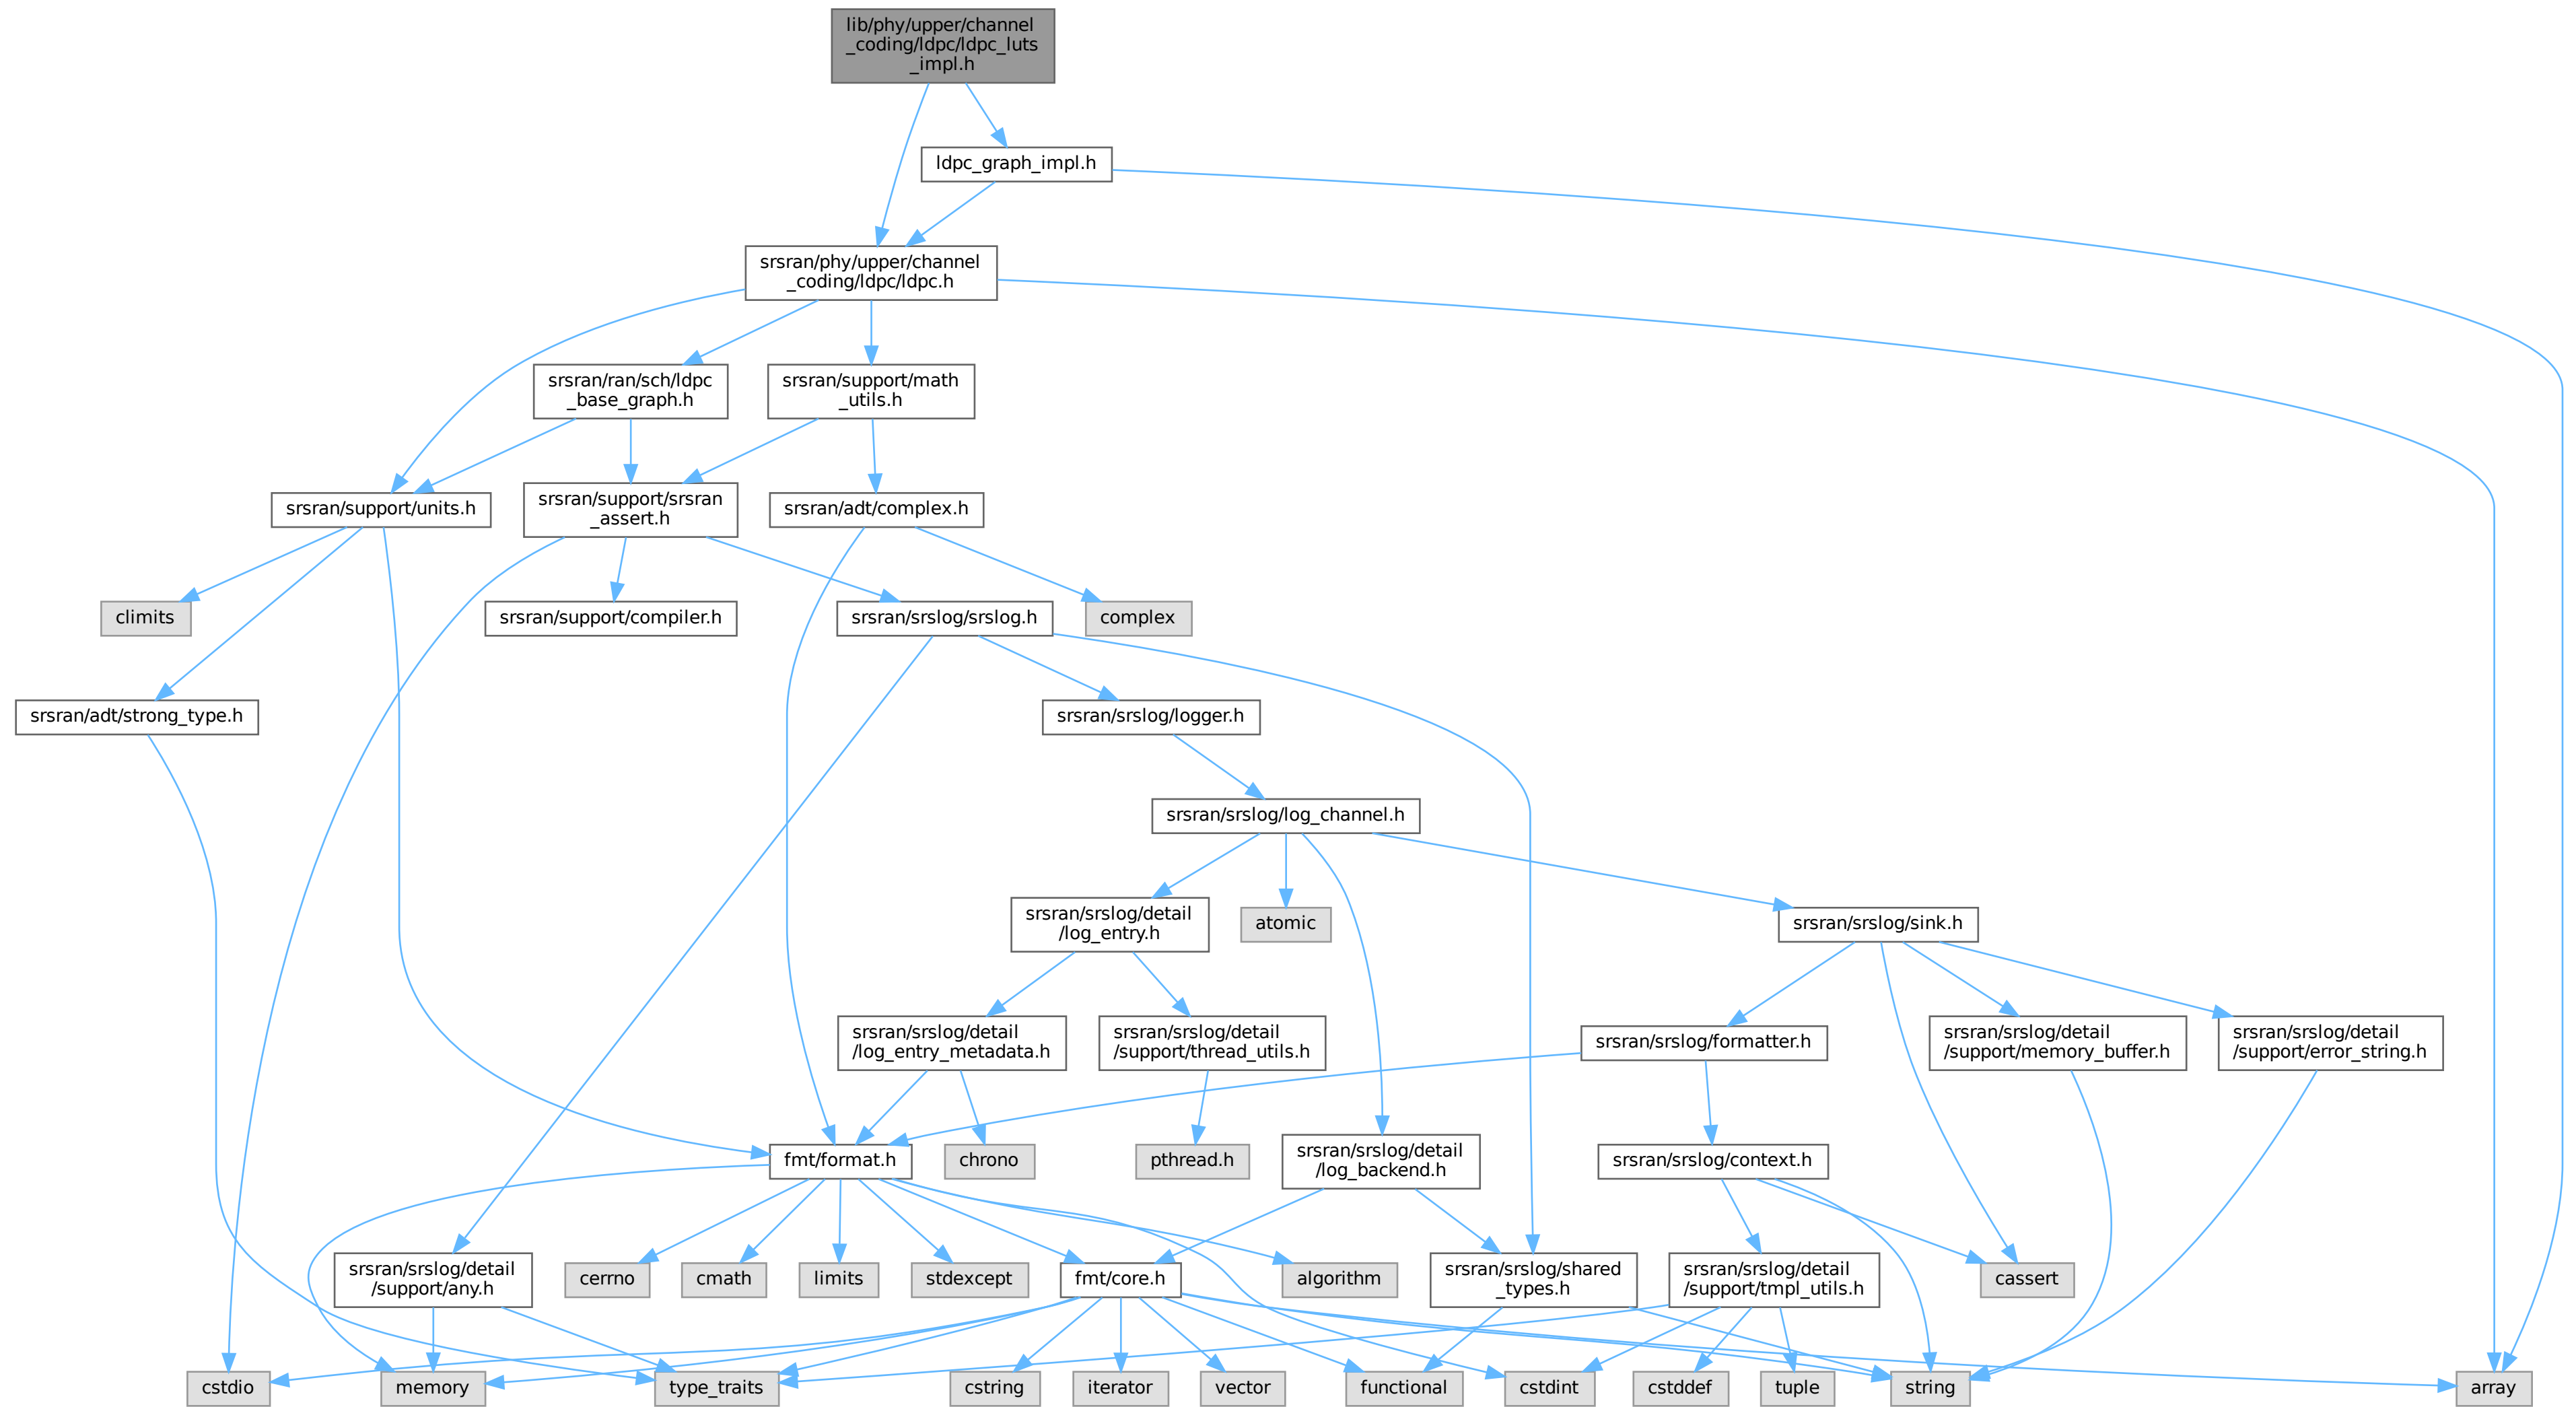 lib/phy/upper/channel
_coding/ldpc/ldpc_luts
_impl.h
ldpc_graph_impl.h
srsran/phy/upper/channel
_coding/ldpc/ldpc.h
srsran/ran/sch/ldpc
_base_graph.h
srsran/support/math
_utils.h
srsran/support/units.h
srsran/support/srsran
_assert.h
srsran/adt/complex.h
climits
srsran/support/compiler.h
srsran/srslog/srslog.h
complex
srsran/adt/strong_type.h
srsran/srslog/logger.h
srsran/srslog/log_channel.h
srsran/srslog/detail
/log_entry.h
atomic
srsran/srslog/sink.h
srsran/srslog/detail
/log_entry_metadata.h
srsran/srslog/detail
/support/thread_utils.h
srsran/srslog/formatter.h
srsran/srslog/detail
/support/memory_buffer.h
srsran/srslog/detail
/support/error_string.h
fmt/format.h
chrono
pthread.h
srsran/srslog/detail
/log_backend.h
srsran/srslog/context.h
srsran/srslog/detail
/support/any.h
cerrno
cmath
limits
stdexcept
fmt/core.h
algorithm
srsran/srslog/shared
_types.h
srsran/srslog/detail
/support/tmpl_utils.h
cassert
cstdio
memory
type_traits
cstring
iterator
vector
functional
cstdint
cstddef
tuple
string
array